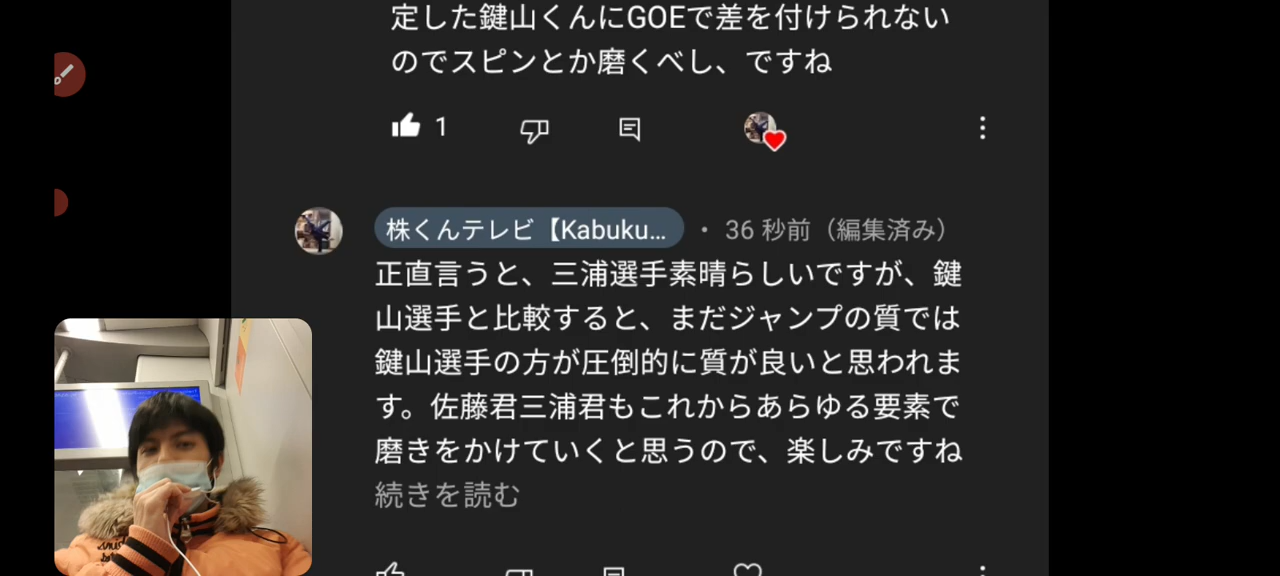 定した鍵山くんにGOEで差を付けられない
のでスピンとか磨くべし、ですね
1
株くんテレビ【Kabuku... ・ 36 秒前（編集済み）
正直言うと、三浦選手素晴らしいですが、鍵
山選手と比較すると、まだジャンプの質では
鍵山選手の方が圧倒的に質が良いと思われま
す。佐藤君三浦君もこれからあらゆる要素で
磨きをかけていくと思うので、楽しみですね
続きを読む